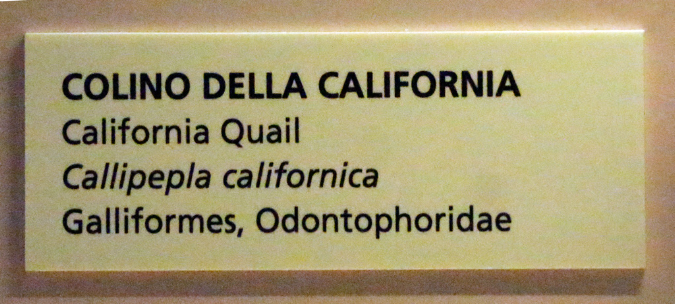 COLINO DELLA CALIFORNIA
California Quail
Callipepla californica
Galliformes, Odontophoridae